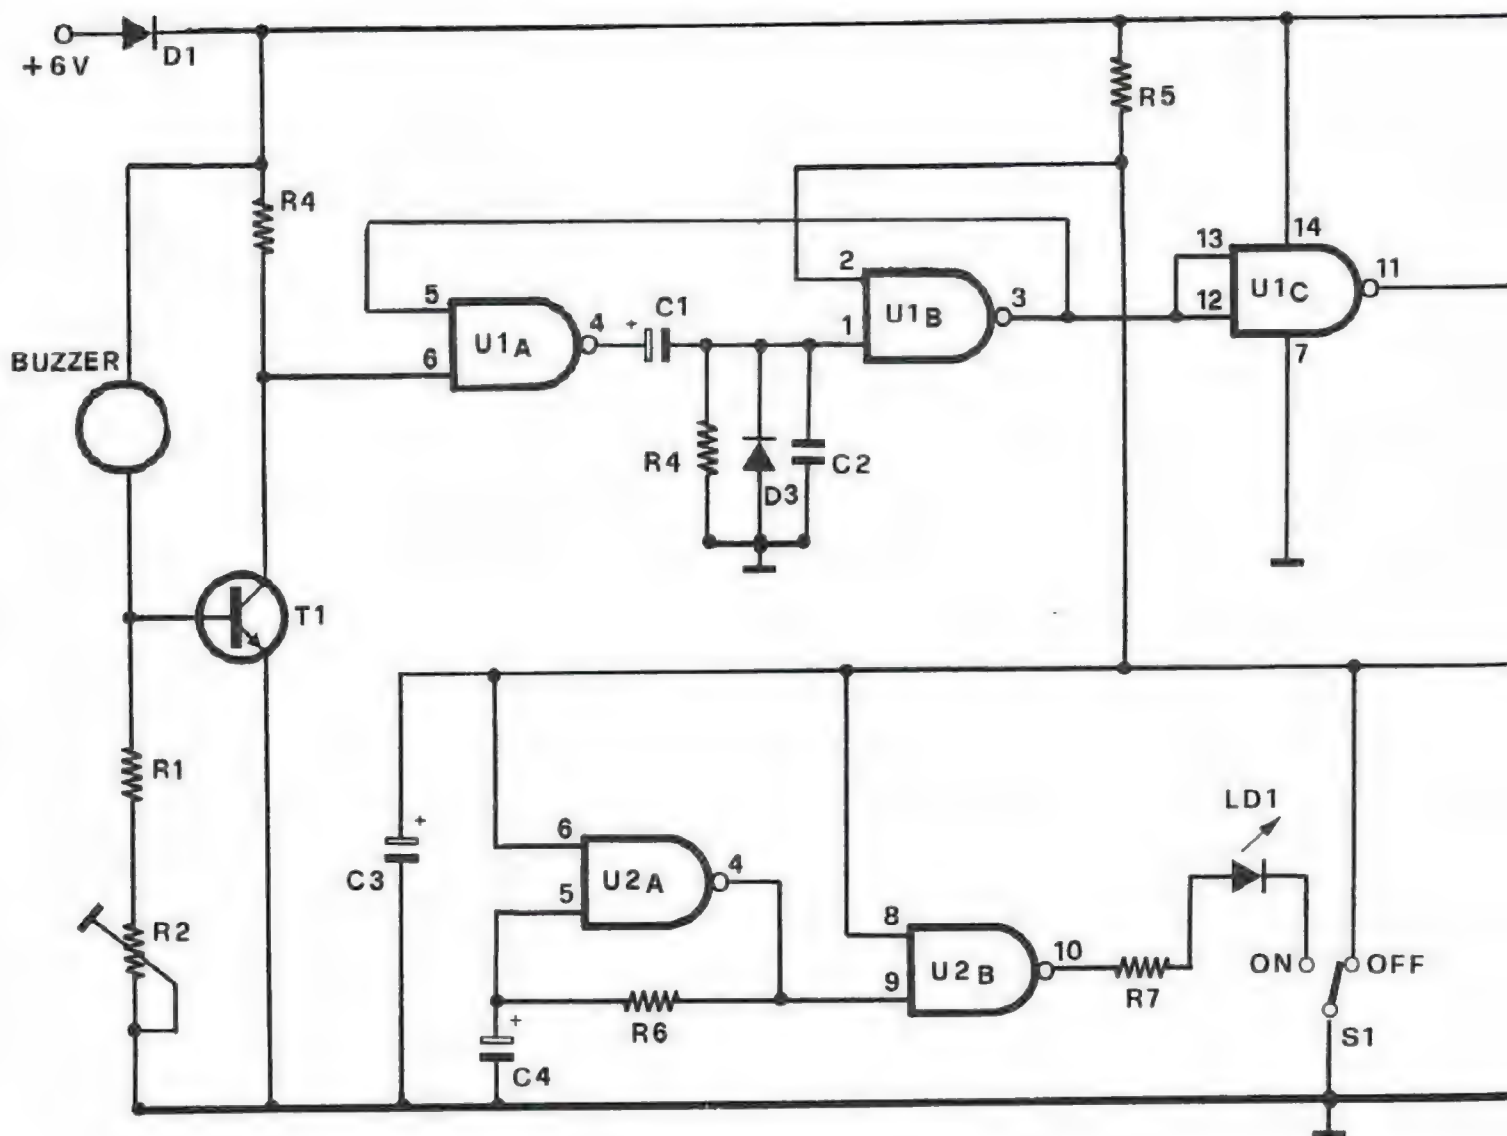 +6V
D1
R5
R4
13
14
11
12
U1C
7
5
6
U1A
4
+
C1
2
1
U1B
3
BUZZER
R4
D3
C2
T1
R1
R2
+
C3
6
5
U2A
4
R6
+
C4
8
9
U2B
10
R7
LD1
ON
OFF
S1